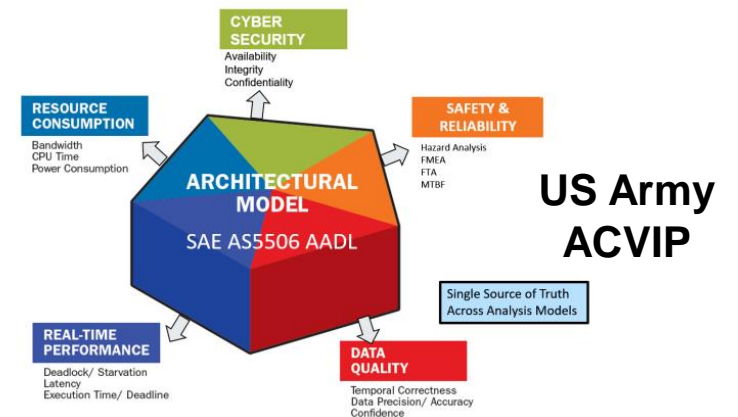 CYBER
SECURITY
Availability
Integrity
Confidentiality
RESOURCE
CONSUMPTION
Bandwidth
CPU Time
Power Consumption
SAFETY &
RELIABILITY
Hazard Analysis
FMEA
FTA
MTBF
ARCHITECTURAL
MODEL
SAE AS5506 AADL
US Army
ACVIP
Single Source of Truth
Across Analysis Models
REAL-TIME
PERFORMANCE
Deadlock/ Starvation
Latency
Execution Time/ Deadline
DATA
QUALITY
Temporal Correctness
Data Precision/ Accuracy
Confidence